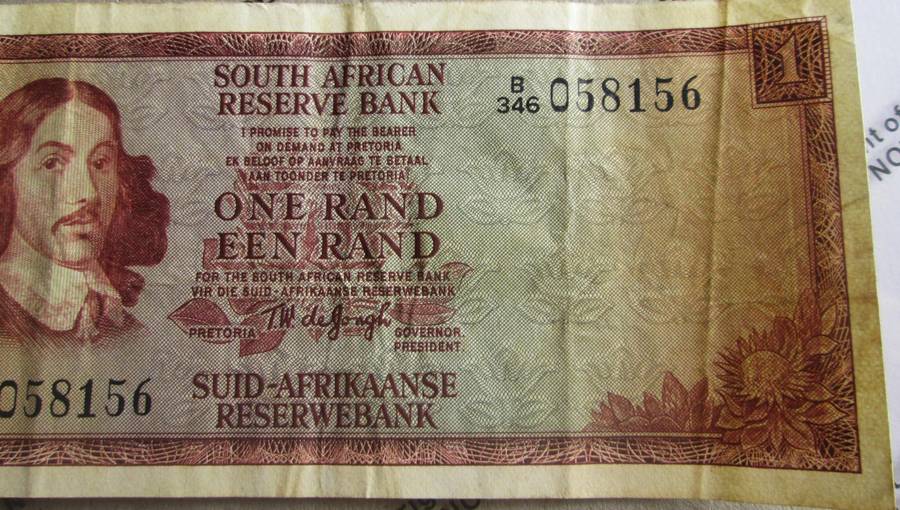 SOUTH AFRICAN
RESERVE BANK
B
346 058156
1
I PROMISE TO PAY THE BEARER
ON DEMAND AT PRETORIA
EK BELOOF OP AANVRAAG TE BETAAL
AAN TOONDER TE PRETORIA
ONE RAND
EEN RAND
FOR THE SOUTH AFRICAN RESERVE BANK
VIR DIE SUID-AFRIKAANSE RESERWEBANK
T.W. de Jongh
PRETORIA
GOVERNOR
PRESIDENT.
058156
SUID-AFRIKAANSE
RESERWEBANK